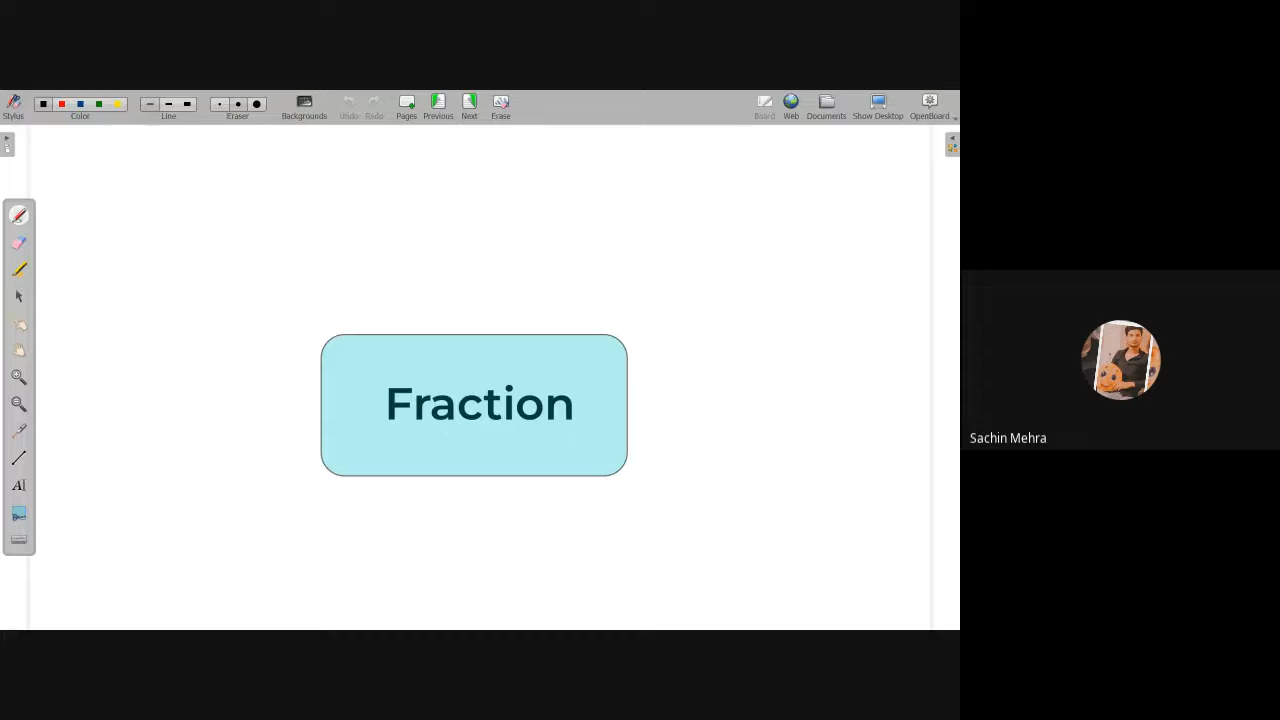 Stylus Color Line Eraser Backgrounds Undo Redo Pages Previous Next Erase Board Web Documents Show Desktop OpenBoard
Fraction
AI
Sachin Mehra